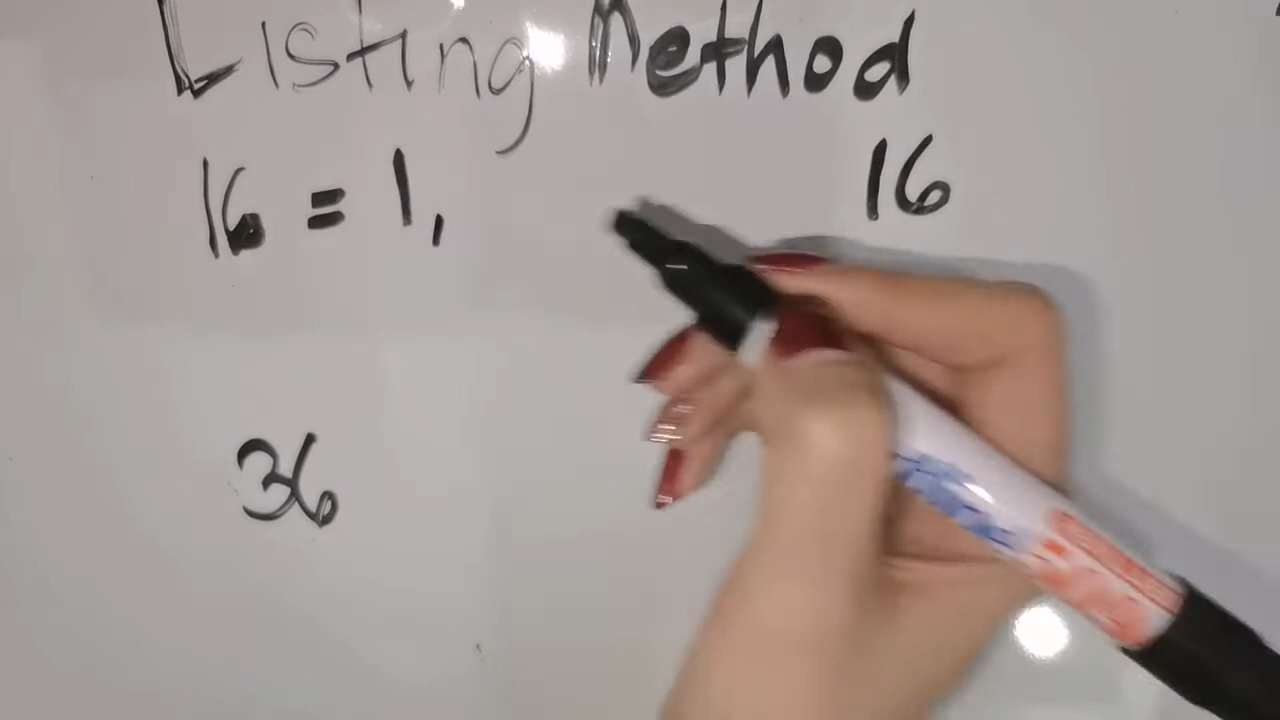 Listing Method
16 = 1, 16
36